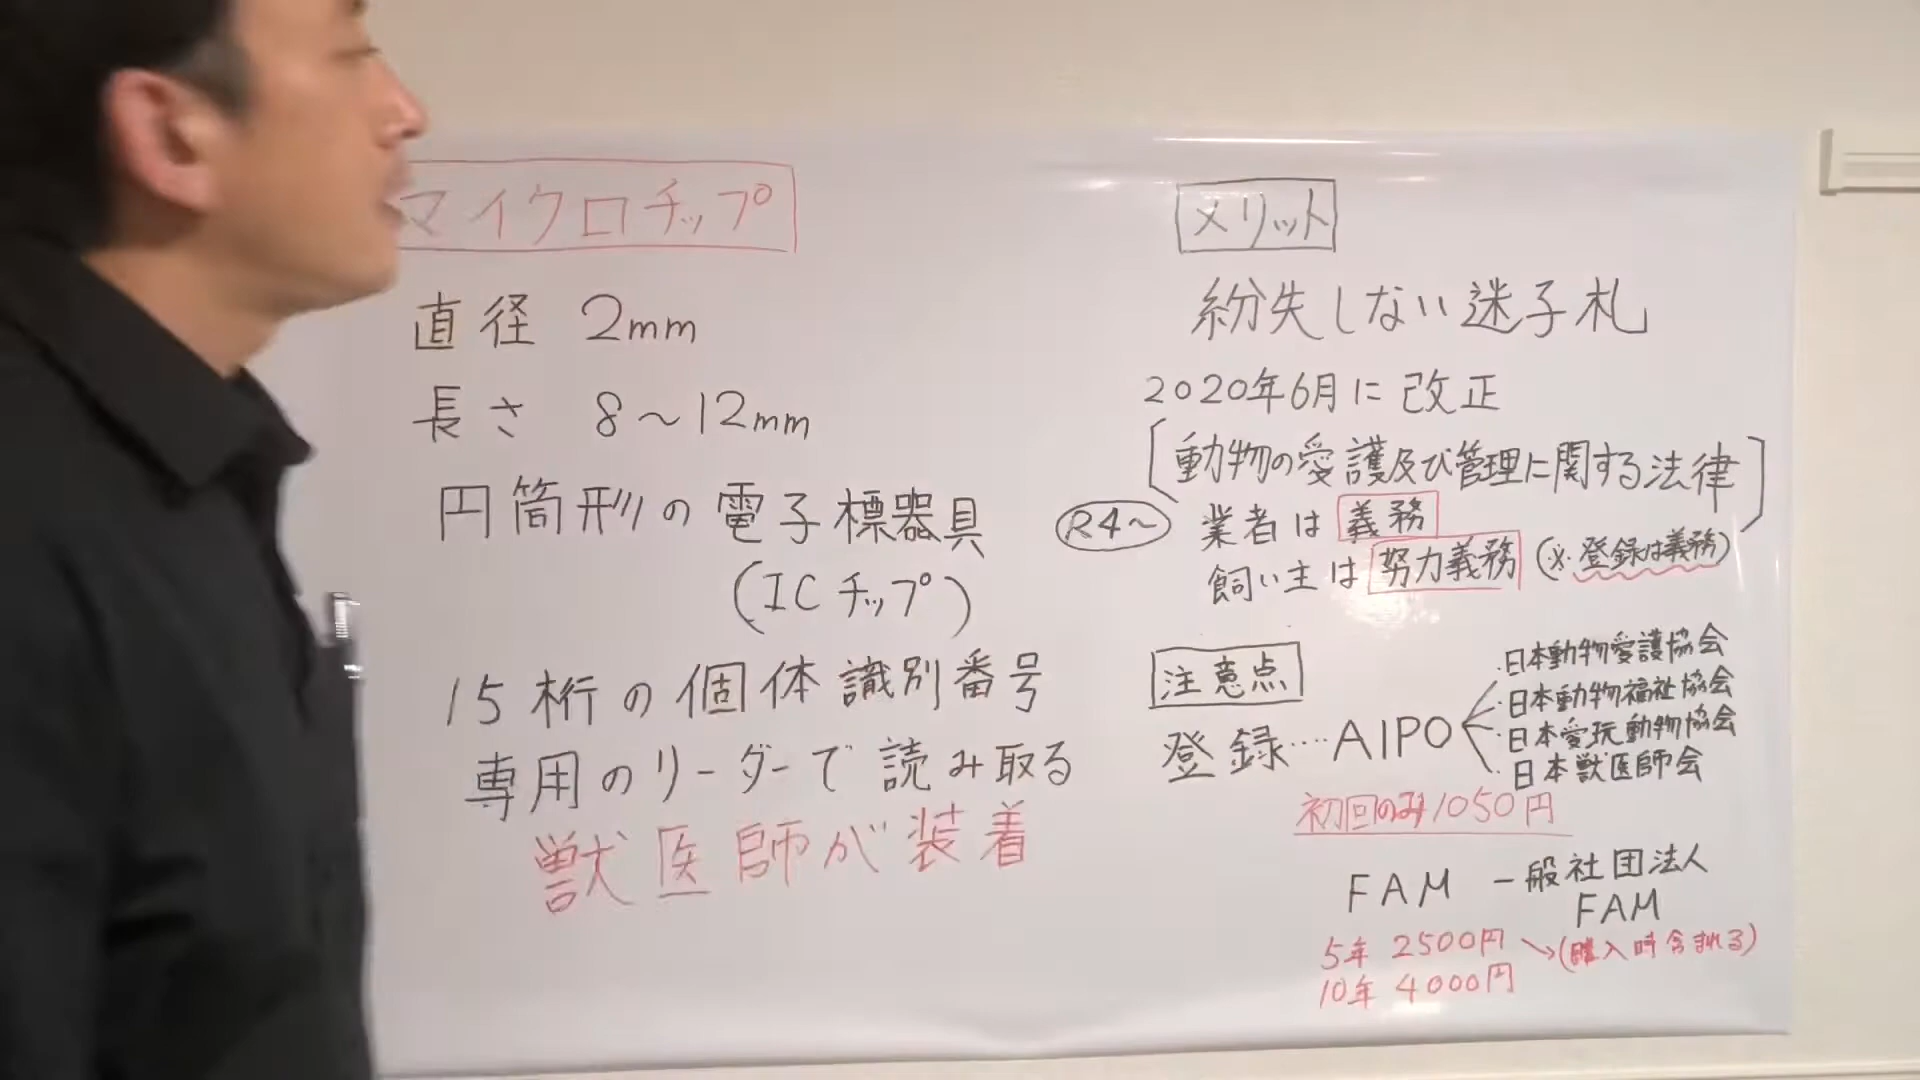 マイクロチップ
直径 2mm
長さ 8〜12mm
円筒形の電子標器具
(ICチップ)
15桁の個体識別番号
専用のリーダーで読み取る
獣医師が装着
メリット
紛失しない迷子札
2020年6月に改正
[動物の愛護及び管理に関する法律]
R4〜 業者は義務
飼い主は努力義務(※登録は義務)
注意点
登録…AIPO
・日本動物愛護協会
・日本動物福祉協会
・日本愛玩動物協会
・日本獣医師会
初回のみ1050円
FAM 一般社団法人
FAM
5年 2500円→(購入時含まれる)
10年 4000円